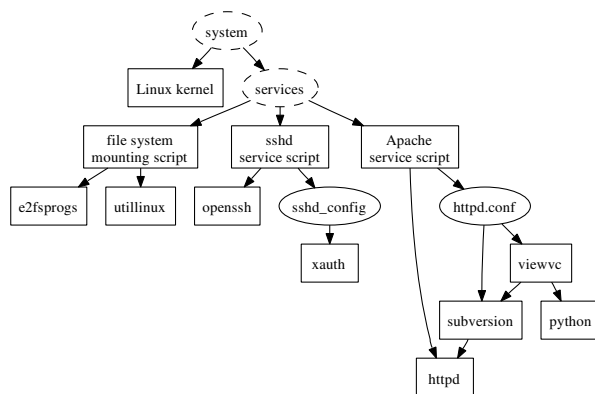 system
Linux kernel
services
file system
mounting script
sshd
service script
Apache
service script
e2fsprogs
utillinux
openssh
sshd_config
httpd.conf
xauth
viewvc
subversion
python
httpd